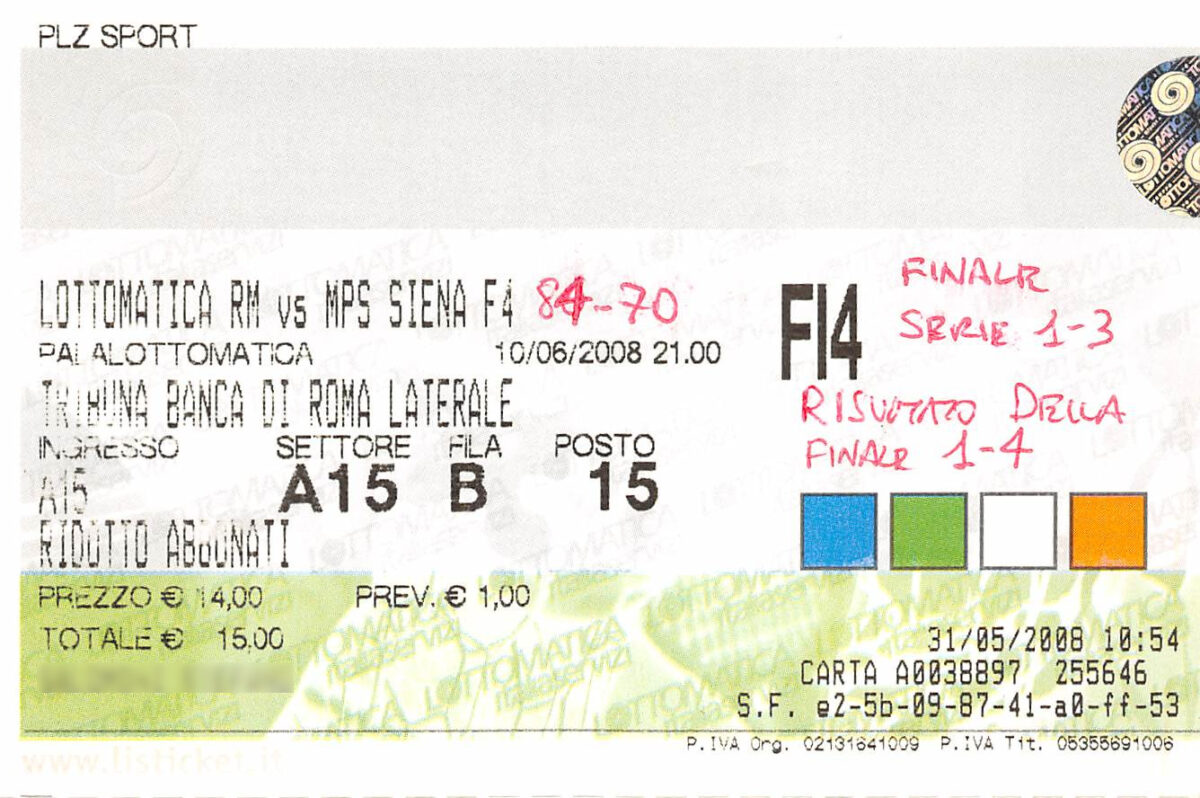 PLZ SPORT
LOTTOMATICA RM vs MPS SIENA F4 84-70
PALALOTTOMATICA 10/06/2008 21.00
TRIBUNA BANCA DI ROMA LATERALE
INGRESSO SETTORE FILA POSTO
A15 A15 B 15
RIDOTTO ABBONATI
PREZZO € 14,00 PREV. € 1,00
TOTALE € 15,00
FI4
FINALE
SERIE 1-3
RISULTATO DELLA
FINALE 1-4
31/05/2008 10:54
CARTA A0038897 255646
S.F. e2-5b-09-87-41-a0-ff-53
P.IVA Org. 02131641009 P.IVA Tit. 05355691006
www.listicket.it
LOTTOMATICA
italiaservizi